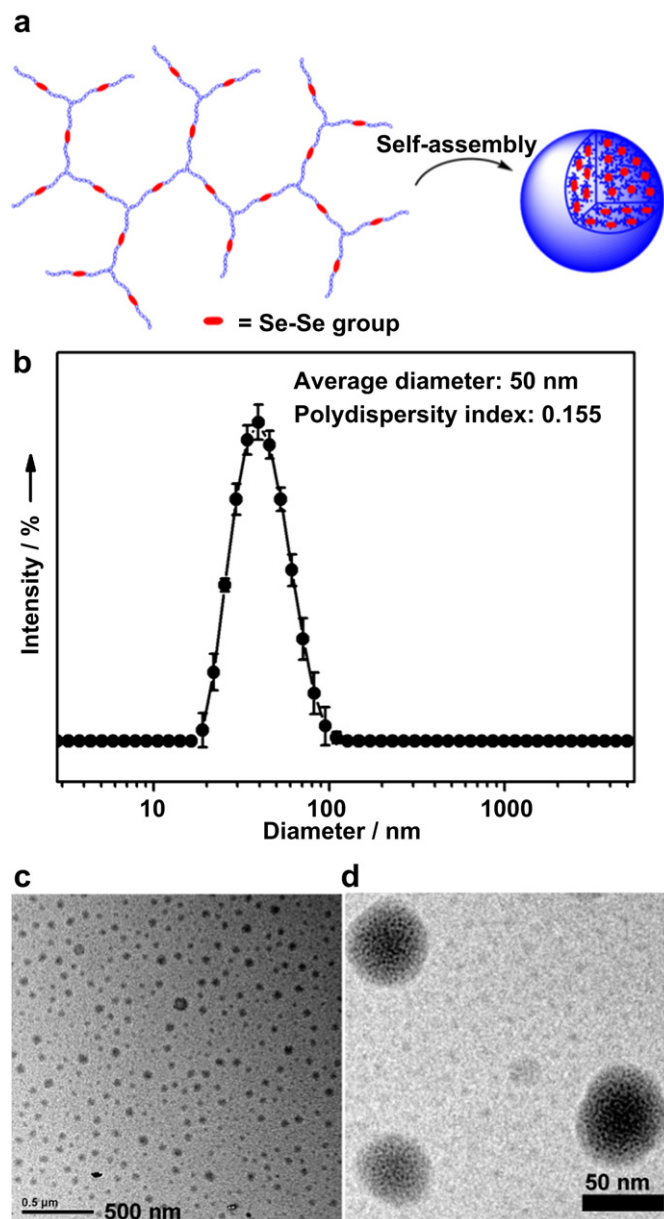 a
Self-assembly
= Se-Se group
b
Average diameter: 50 nm
Polydispersity index: 0.155
Intensity / %
10
100
1000
Diameter / nm
c
d
0.5 µm
500 nm
50 nm